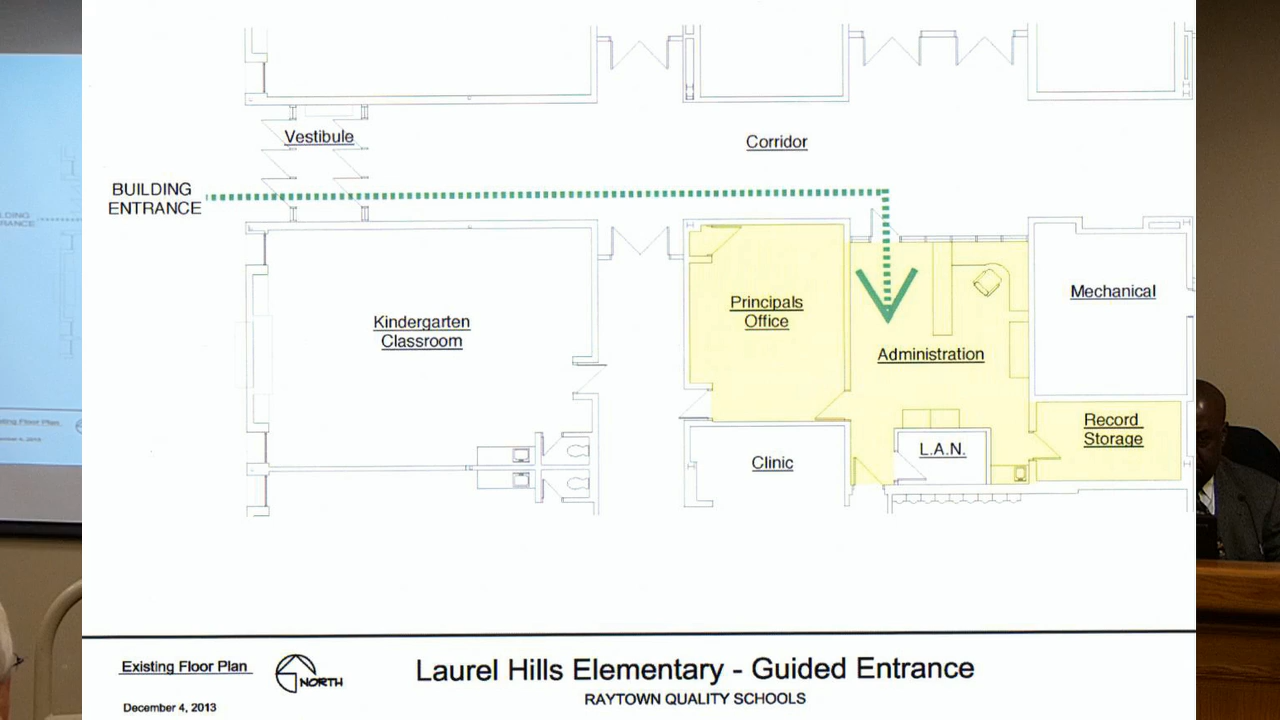 Vestibule
Corridor
BUILDING
ENTRANCE
Kindergarten
Classroom
Principals
Office
Administration
Mechanical
Record
Storage
L.A.N.
Clinic
Existing Floor Plan
NORTH
December 4, 2013
Laurel Hills Elementary - Guided Entrance
RAYTOWN QUALITY SCHOOLS